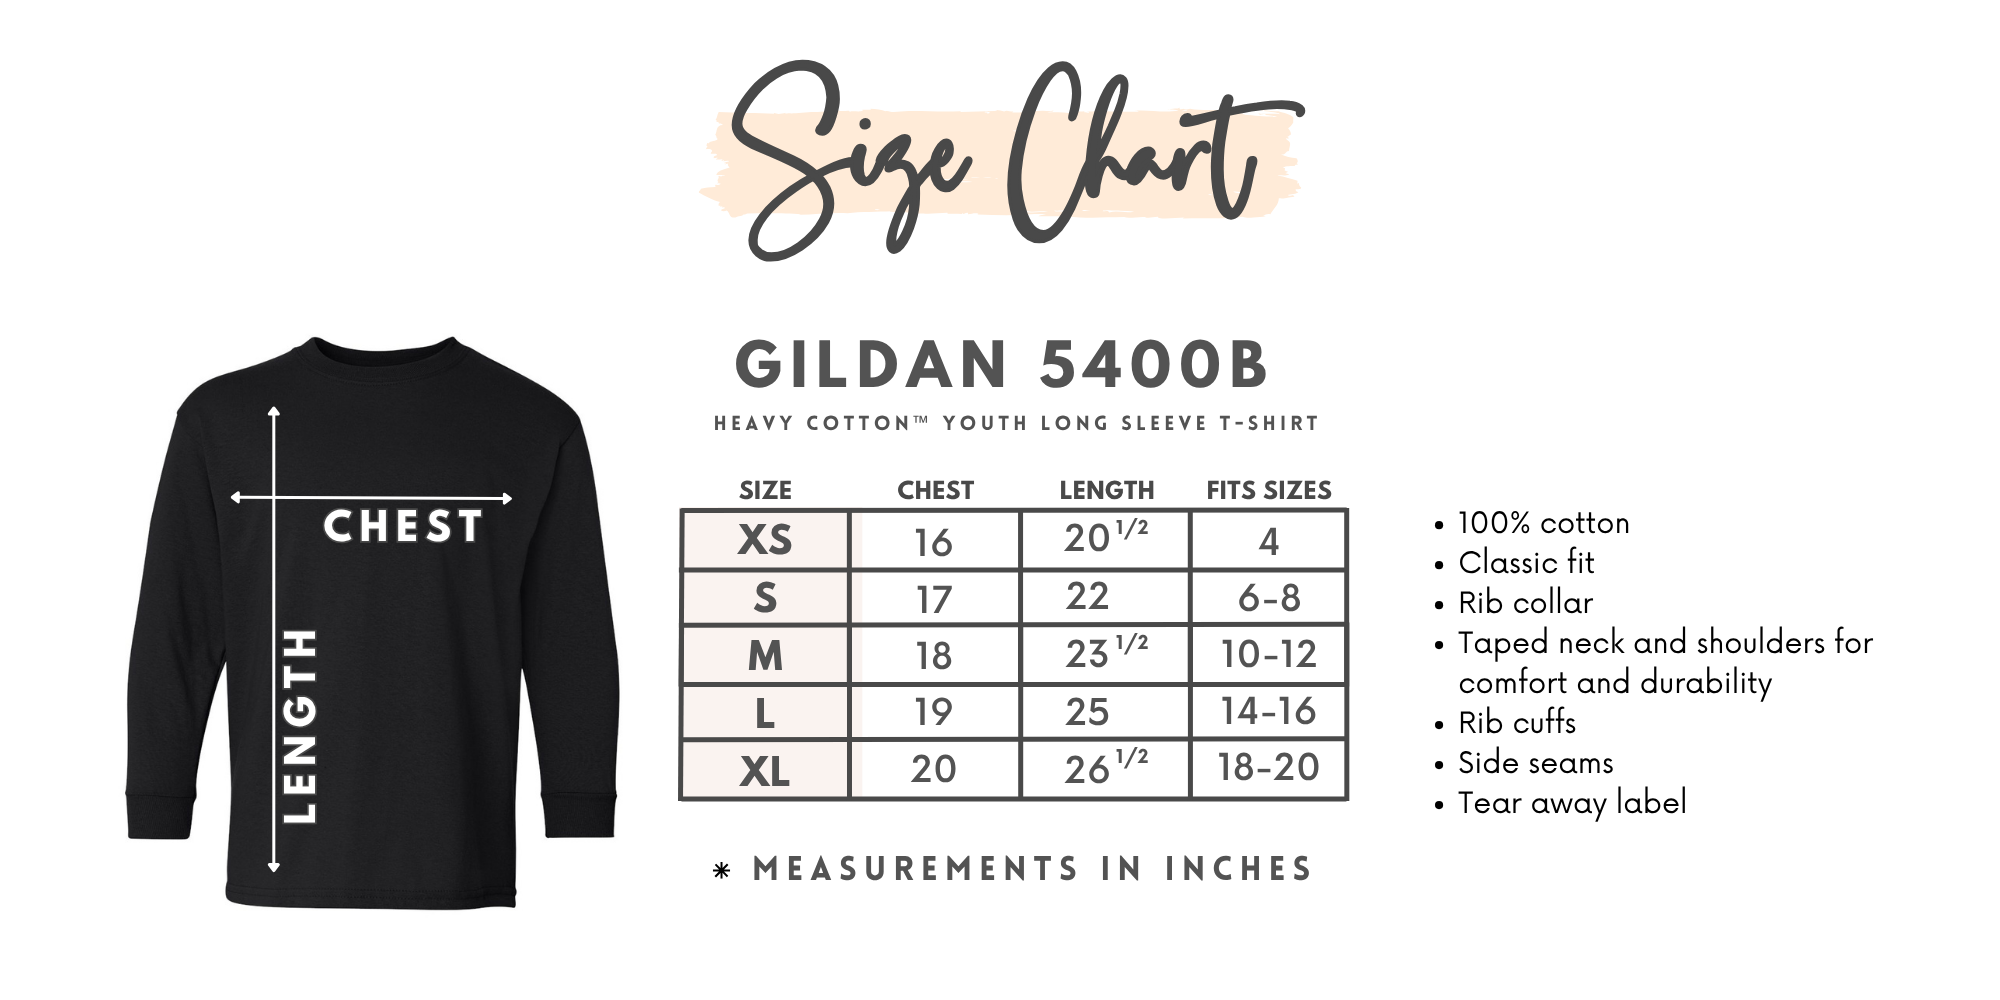 Size Chart
GILDAN 5400B
HEAVY COTTON™ YOUTH LONG SLEEVE T-SHIRT
CHEST
LENGTH
SIZE CHEST LENGTH FITS SIZES
XS 16 20 1/2 4
S 17 22 6-8
M 18 23 1/2 10-12
L 19 25 14-16
XL 20 26 1/2 18-20
* MEASUREMENTS IN INCHES
• 100% cotton
• Classic fit
• Rib collar
• Taped neck and shoulders for
comfort and durability
• Rib cuffs
• Side seams
• Tear away label